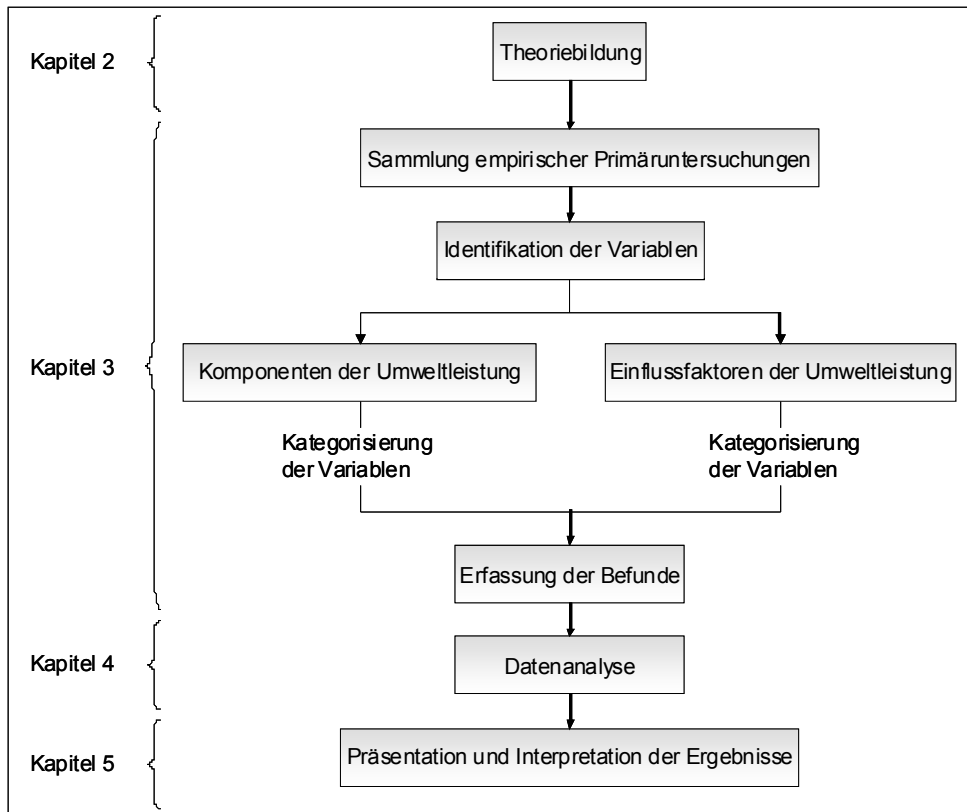 Kapitel 2
Theoriebildung
Kapitel 3
Sammlung empirischer Primäruntersuchungen
Identifikation der Variablen
Komponenten der Umweltleistung
Einflussfaktoren der Umweltleistung
Kategorisierung
der Variablen
Kategorisierung
der Variablen
Erfassung der Befunde
Kapitel 4
Datenanalyse
Kapitel 5
Präsentation und Interpretation der Ergebnisse